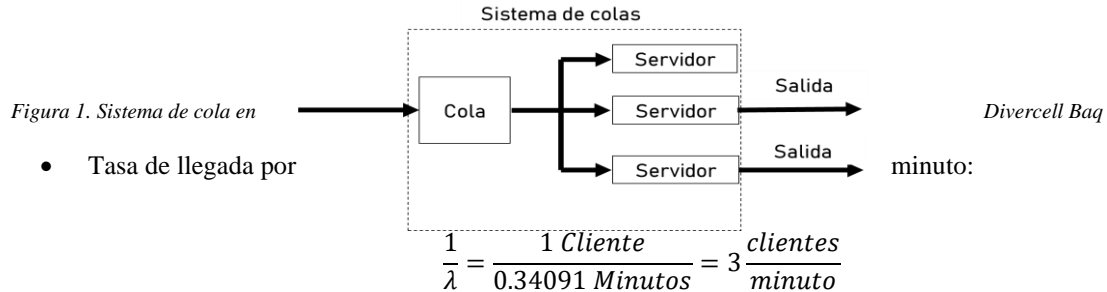 Sistema de colas
Servidor
Salida
Figura 1. Sistema de cola en
Cola
Servidor
Divercell Baq
Salida
• Tasa de llegada por
Servidor
minuto:
1/λ = 1 Cliente / 0.34091 Minutos = 3 clientes/minuto